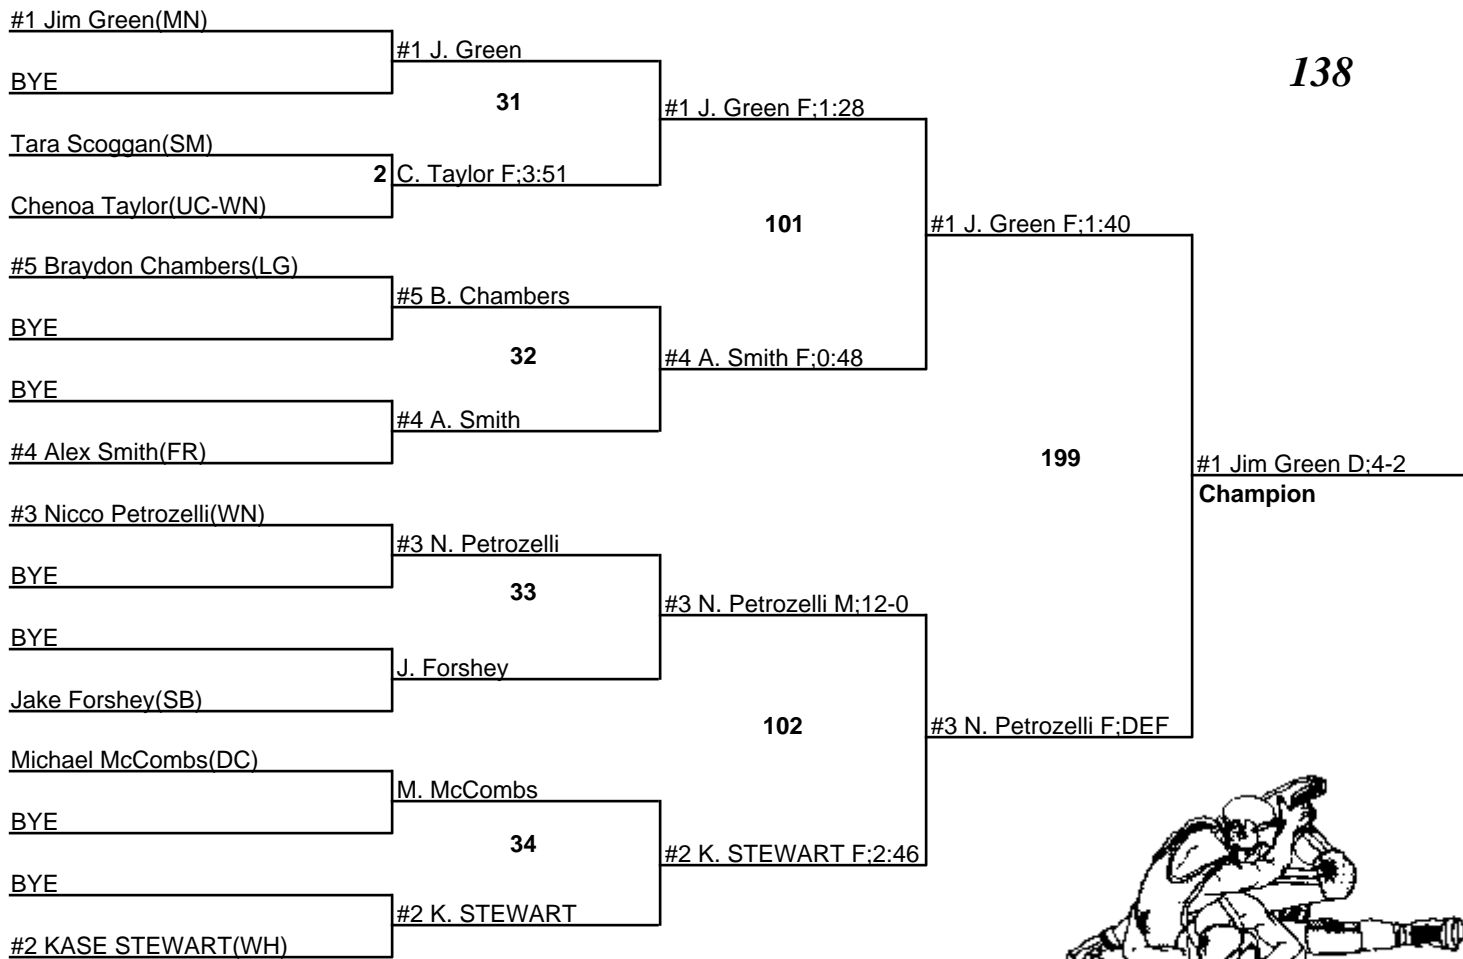 #1 Jim Green(MN)
BYE
Tara Scoggan(SM)
Chenoa Taylor(UC-WN)
#5 Braydon Chambers(LG)
BYE
BYE
#4 Alex Smith(FR)
#3 Nicco Petrozelli(WN)
BYE
BYE
Jake Forshey(SB)
Michael McCombs(DC)
BYE
BYE
#2 KASE STEWART(WH)
#1 J. Green
31
2 C. Taylor F;3:51
#5 B. Chambers
32
#4 A. Smith
#3 N. Petrozelli
33
J. Forshey
M. McCombs
34
#2 K. STEWART
#1 J. Green F;1:28
101
#4 A. Smith F;0:48
#3 N. Petrozelli M;12-0
102
#2 K. STEWART F;2:46
#1 J. Green F;1:40
199
#3 N. Petrozelli F;DEF
138
#1 Jim Green D;4-2
Champion